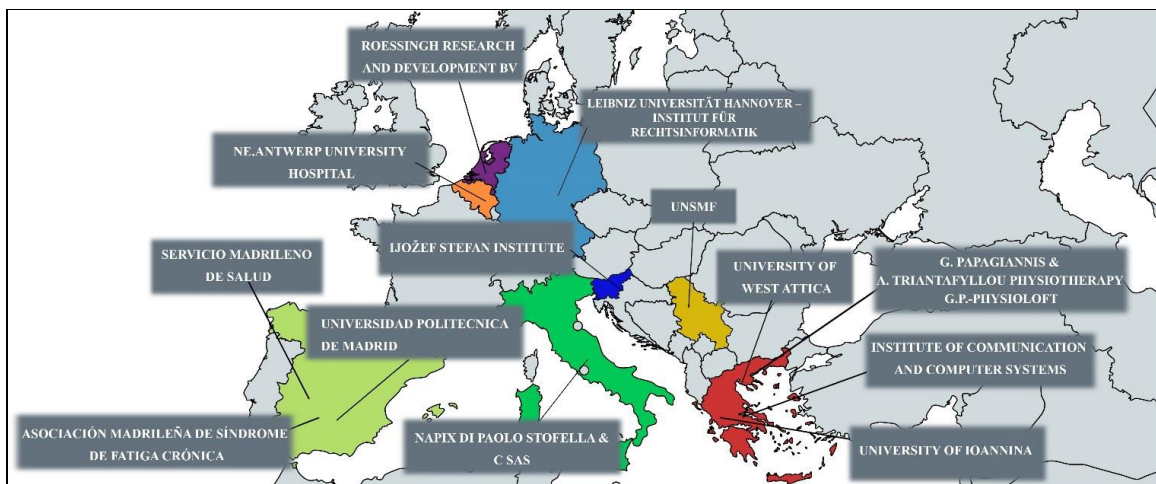 ROESSINGH RESEARCH
AND DEVELOPMENT BV
LEIBNIZ UNIVERSITÄT HANNOVER –
INSTITUT FÜR
RECHTSINFORMATIK
NE.ANTWERP UNIVERSITY
HOSPITAL
UNSMF
IJOŽEF STEFAN INSTITUTE
SERVICIO MADRILENO
DE SALUD
UNIVERSITY OF
WEST ATTICA
G. PAPAGIANNIS &
A. TRIANTAFYLLOU PHYSIOTHERAPY
G.P.-PHYSIOLOFT
UNIVERSIDAD POLITECNICA
DE MADRID
INSTITUTE OF COMMUNICATION
AND COMPUTER SYSTEMS
ASOCIACIÓN MADRILEÑA DE SÍNDROME
DE FATIGA CRÓNICA
NAPIX DI PAOLO STOFELLA &
C SAS
UNIVERSITY OF IOANNINA